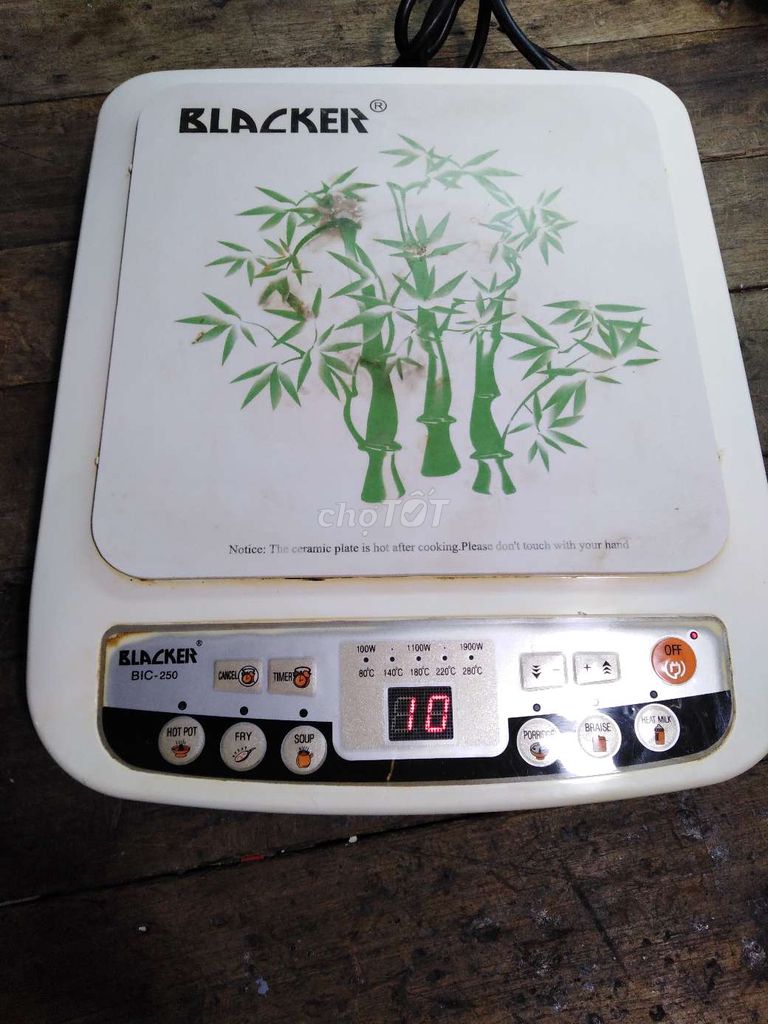 BLACKER®
chợTỐT
Notice: The ceramic plate is hot after cooking.Please don't touch with your hand
BLACKER®
BIC-250
CANCEL
TIMER
100W · 1100W · 1900W
80°C 140°C 180°C 220°C 280°C
10
-
+
OFF
HOT POT
FRY
SOUP
PORRIDGE
BRAISE
HEAT MILK